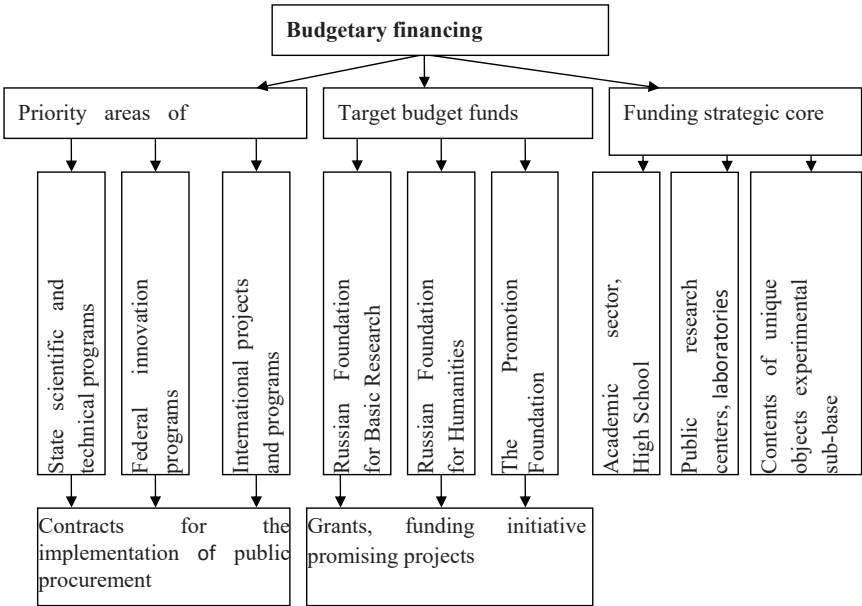 Budgetary financing
Priority areas of
Target budget funds
Funding strategic core
State scientific and
technical programs
Federal innovation
programs
International projects
and programs
Russian Foundation
for Basic Research
Russian Foundation
for Humanities
The Promotion
Foundation
Academic sector,
High School
Public research
centers, laboratories
Contents of unique
objects experimental
sub-base
Contracts for the
implementation of public
procurement
Grants, funding initiative
promising projects